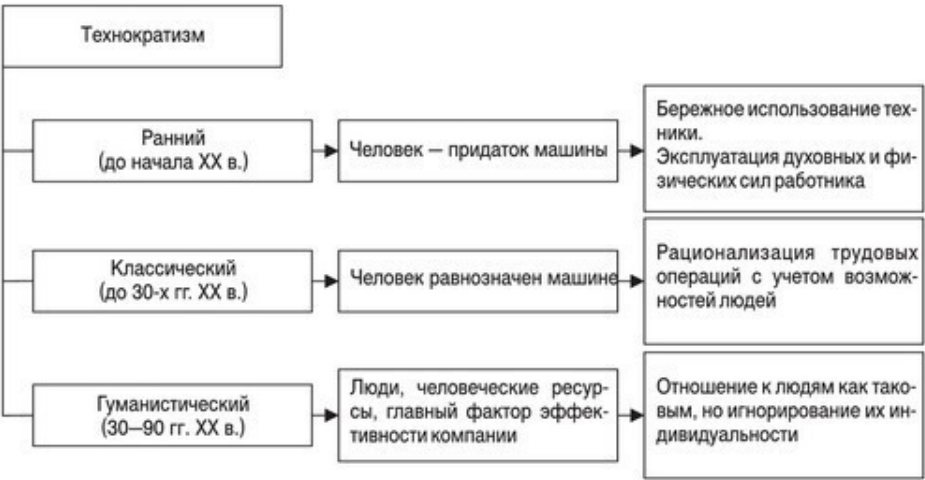 Технократизм
Ранний
(до начала XX в.)
Человек — придаток машины
Бережное использование тех-
ники.
Эксплуатация духовных и фи-
зических сил работника
Классический
(до 30-х гг. XX в.)
Человек равнозначен машине
Рационализация трудовых
операций с учетом возмож-
ностей людей
Гуманистический
(30—90 гг. XX в.)
Люди, человеческие ресур-
сы, главный фактор эффек-
тивности компании
Отношение к людям как тако-
вым, но игнорирование их ин-
дивидуальности